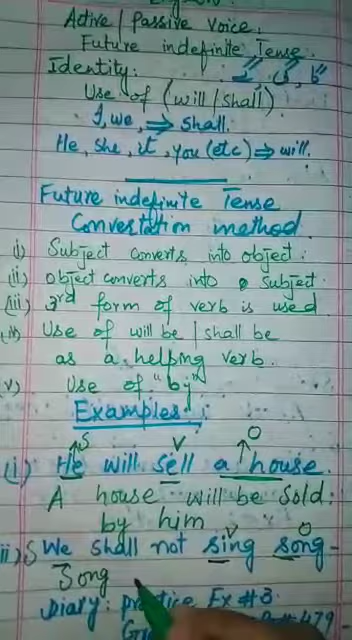 Active / Passive Voice.
Future indefinite Tense.
Identity:
Use of (will / shall)
I, we, ⇒ shall.
He, she, it, you (etc) ⇒ will.
Future indefinite Tense
Convertation method.
(i) Subject converts into object.
(ii) object converts into Subject.
(iii) 3rd form of verb is used
(iv) Use of will be / shall be
as a helping verb.
v) Use of "by"
Examples:
S V O
(i) He will sell a house.
A house will be sold.
by him
V O
ii) S We shall not sing song-
Song
Diary: practice Ex # 3
479